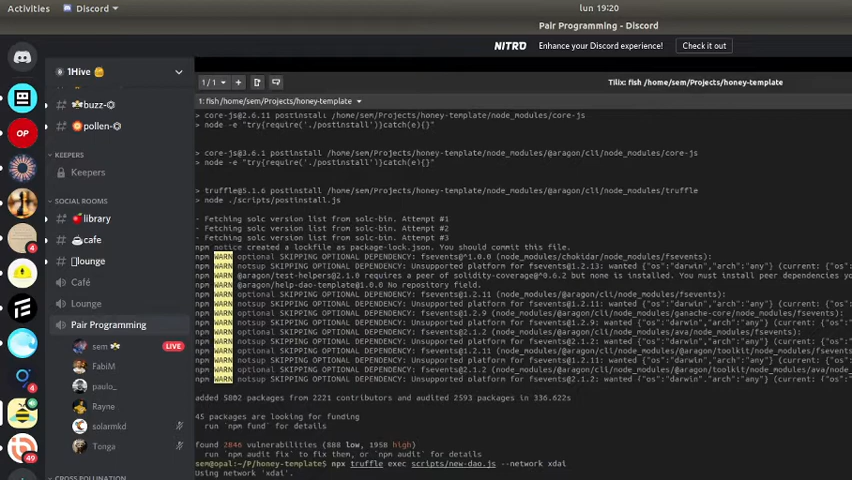 Activities
Discord
lun 19:20
Pair Programming - Discord
NITRO Enhance your Discord experience! Check it out
1Hive
buzz-
pollen-
KEEPERS
Keepers
SOCIAL ROOMS
library
cafe
lounge
Café
Lounge
Pair Programming
sem LIVE
FabiM
paulo_
Rayne
solarmkd
Tonga
CROSS POLLINATION
OP
4
4
49
1/1
Tilix: fish /home/sem/Projects/honey-template
1: fish /home/sem/Projects/honey-template
> core-js@2.6.11 postinstall /home/sem/Projects/honey-template/node_modules/core-js
> node -e "try{require('./postinstall')}catch(e){}"
> core-js@3.6.1 postinstall /home/sem/Projects/honey-template/node_modules/@aragon/cli/node_modules/core-js
> node -e "try{require('./postinstall')}catch(e){}"
> truffle@5.1.6 postinstall /home/sem/Projects/honey-template/node_modules/truffle
> node ./scripts/postinstall.js
- Fetching solc version list from solc-bin. Attempt #1
- Fetching solc version list from solc-bin. Attempt #2
- Fetching solc version list from solc-bin. Attempt #3
npm notice created a lockfile as package-lock.json. You should commit this file.
npm WARN optional SKIPPING OPTIONAL DEPENDENCY: fsevents@^1.0.0 (node_modules/chokidar/node_modules/fsevents):
npm WARN notsup SKIPPING OPTIONAL DEPENDENCY: Unsupported platform for fsevents@1.2.13: wanted {"os":"darwin","arch":"any"} (current: {"os":"da
npm WARN @aragon/test-helpers@2.1.0 requires a peer of solidity-coverage@^0.6.2 but none is installed. You must install peer dependencies yo
npm WARN @aragon/help-dao-template@1.0.0 No repository field.
npm WARN optional SKIPPING OPTIONAL DEPENDENCY: fsevents@1.2.11 (node_modules/@aragon/cli/node_modules/fsevents):
npm WARN notsup SKIPPING OPTIONAL DEPENDENCY: Unsupported platform for fsevents@1.2.11: wanted {"os":"darwin","arch":"any"} (current: {"os":
npm WARN optional SKIPPING OPTIONAL DEPENDENCY: fsevents@1.2.9 (node_modules/ganache-core/node_modules/fsevents):
npm WARN notsup SKIPPING OPTIONAL DEPENDENCY: Unsupported platform for fsevents@1.2.9: wanted {"os":"darwin","arch":"any"} (current: {"os":
npm WARN optional SKIPPING OPTIONAL DEPENDENCY: fsevents@2.1.2 (node_modules/@aragon/cli/node_modules/ava/node_modules/fsevents):
npm WARN notsup SKIPPING OPTIONAL DEPENDENCY: Unsupported platform for fsevents@2.1.2: wanted {"os":"darwin","arch":"any"} (current: {"os":
npm WARN optional SKIPPING OPTIONAL DEPENDENCY: fsevents@1.2.11 (node_modules/@aragon/toolkit/node_modules/fsevents
npm WARN notsup SKIPPING OPTIONAL DEPENDENCY: Unsupported platform for fsevents@1.2.11: wanted {"os":"darwin","arch":"any"} (current: {"os":
npm WARN optional SKIPPING OPTIONAL DEPENDENCY: fsevents@2.1.2 (node_modules/@aragon/toolkit/node_modules/ava/node
npm WARN notsup SKIPPING OPTIONAL DEPENDENCY: Unsupported platform for fsevents@2.1.2: wanted {"os":"darwin","arch":"any"} (current: {"os":
added 5802 packages from 2221 contributors and audited 2593 packages in 336.622s
45 packages are looking for funding
run `npm fund` for details
found 2846 vulnerabilities (888 low, 1958 high)
run `npm audit fix` to fix them, or `npm audit` for details
sem@opal:~/P/honey-template$ npx truffle exec scripts/new-dao.js --network xdai
Using network 'xdai'.